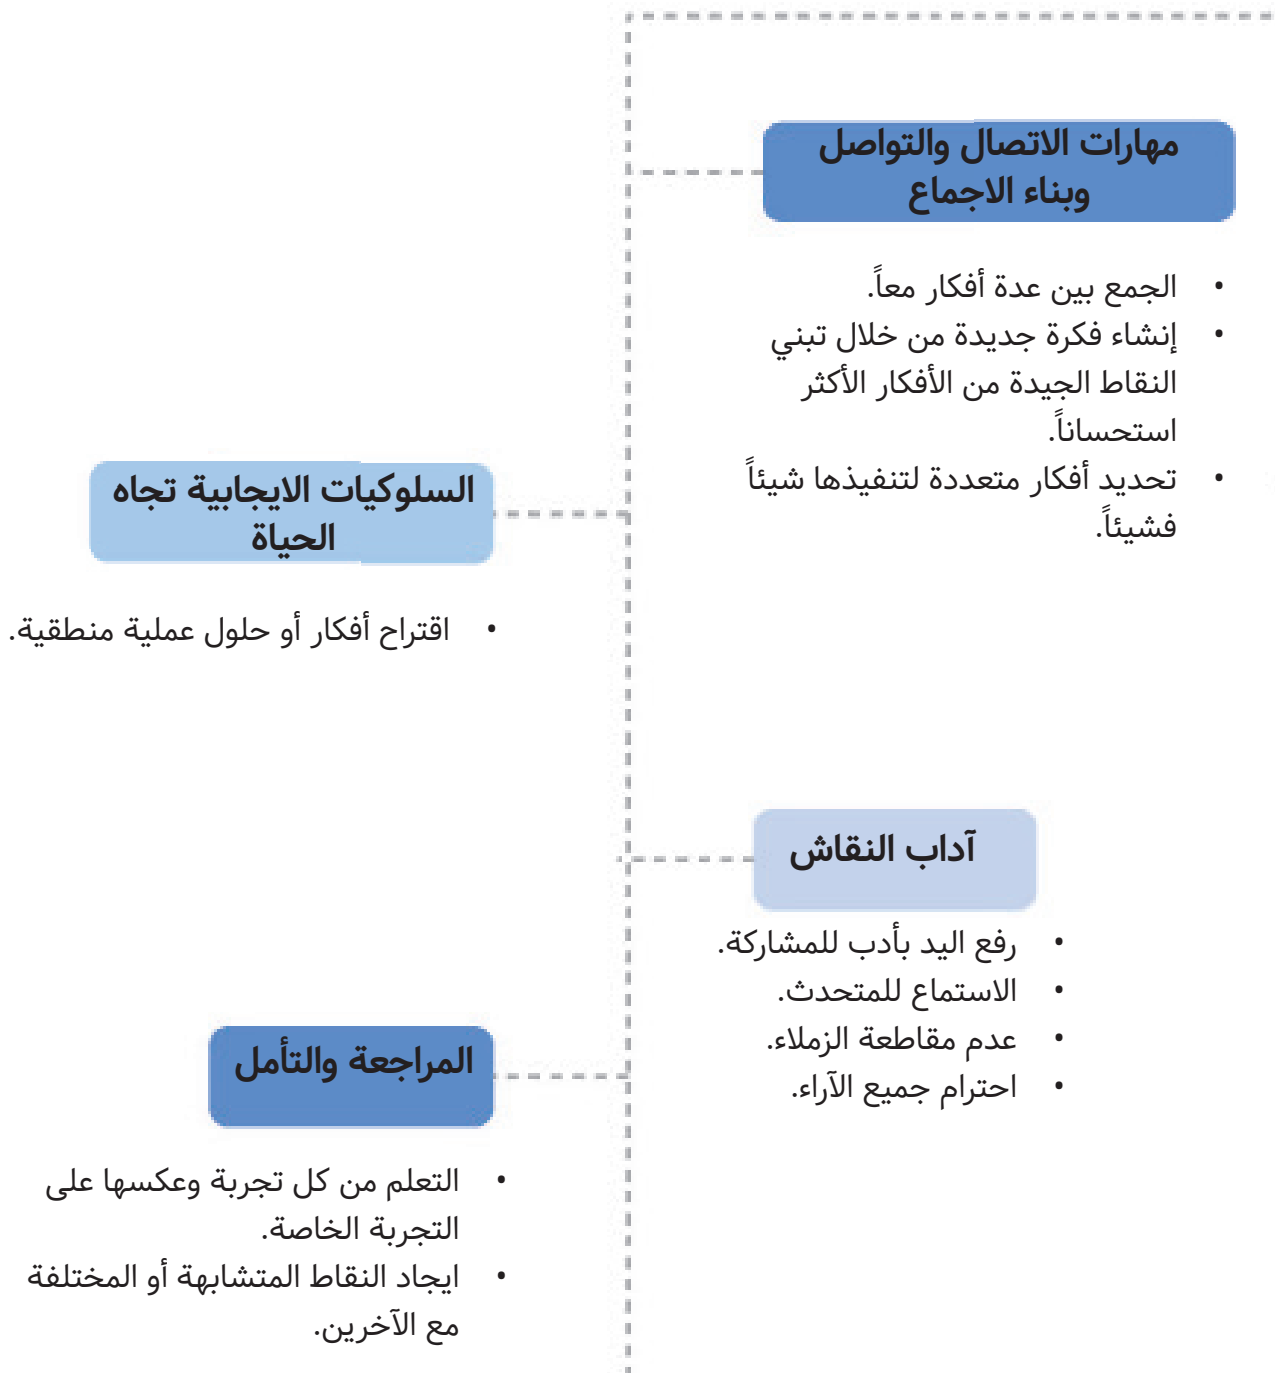 مهارات الاتصال والتواصل
وبناء الاجماع
• الجمع بين عدة أفكار معاً.
• إنشاء فكرة جديدة من خلال تبني
النقاط الجيدة من الأفكار الأكثر
استحساناً.
• تحديد أفكار متعددة لتنفيذها شيئاً
فشيئاً.
السلوكيات الايجابية تجاه
الحياة
• اقتراح أفكار أو حلول عملية منطقية.
آداب النقاش
• رفع اليد بأدب للمشاركة.
• الاستماع للمتحدث.
• عدم مقاطعة الزملاء.
• احترام جميع الآراء.
المراجعة والتأمل
• التعلم من كل تجربة وعكسها على
التجربة الخاصة.
• ايجاد النقاط المتشابهة أو المختلفة
مع الآخرين.